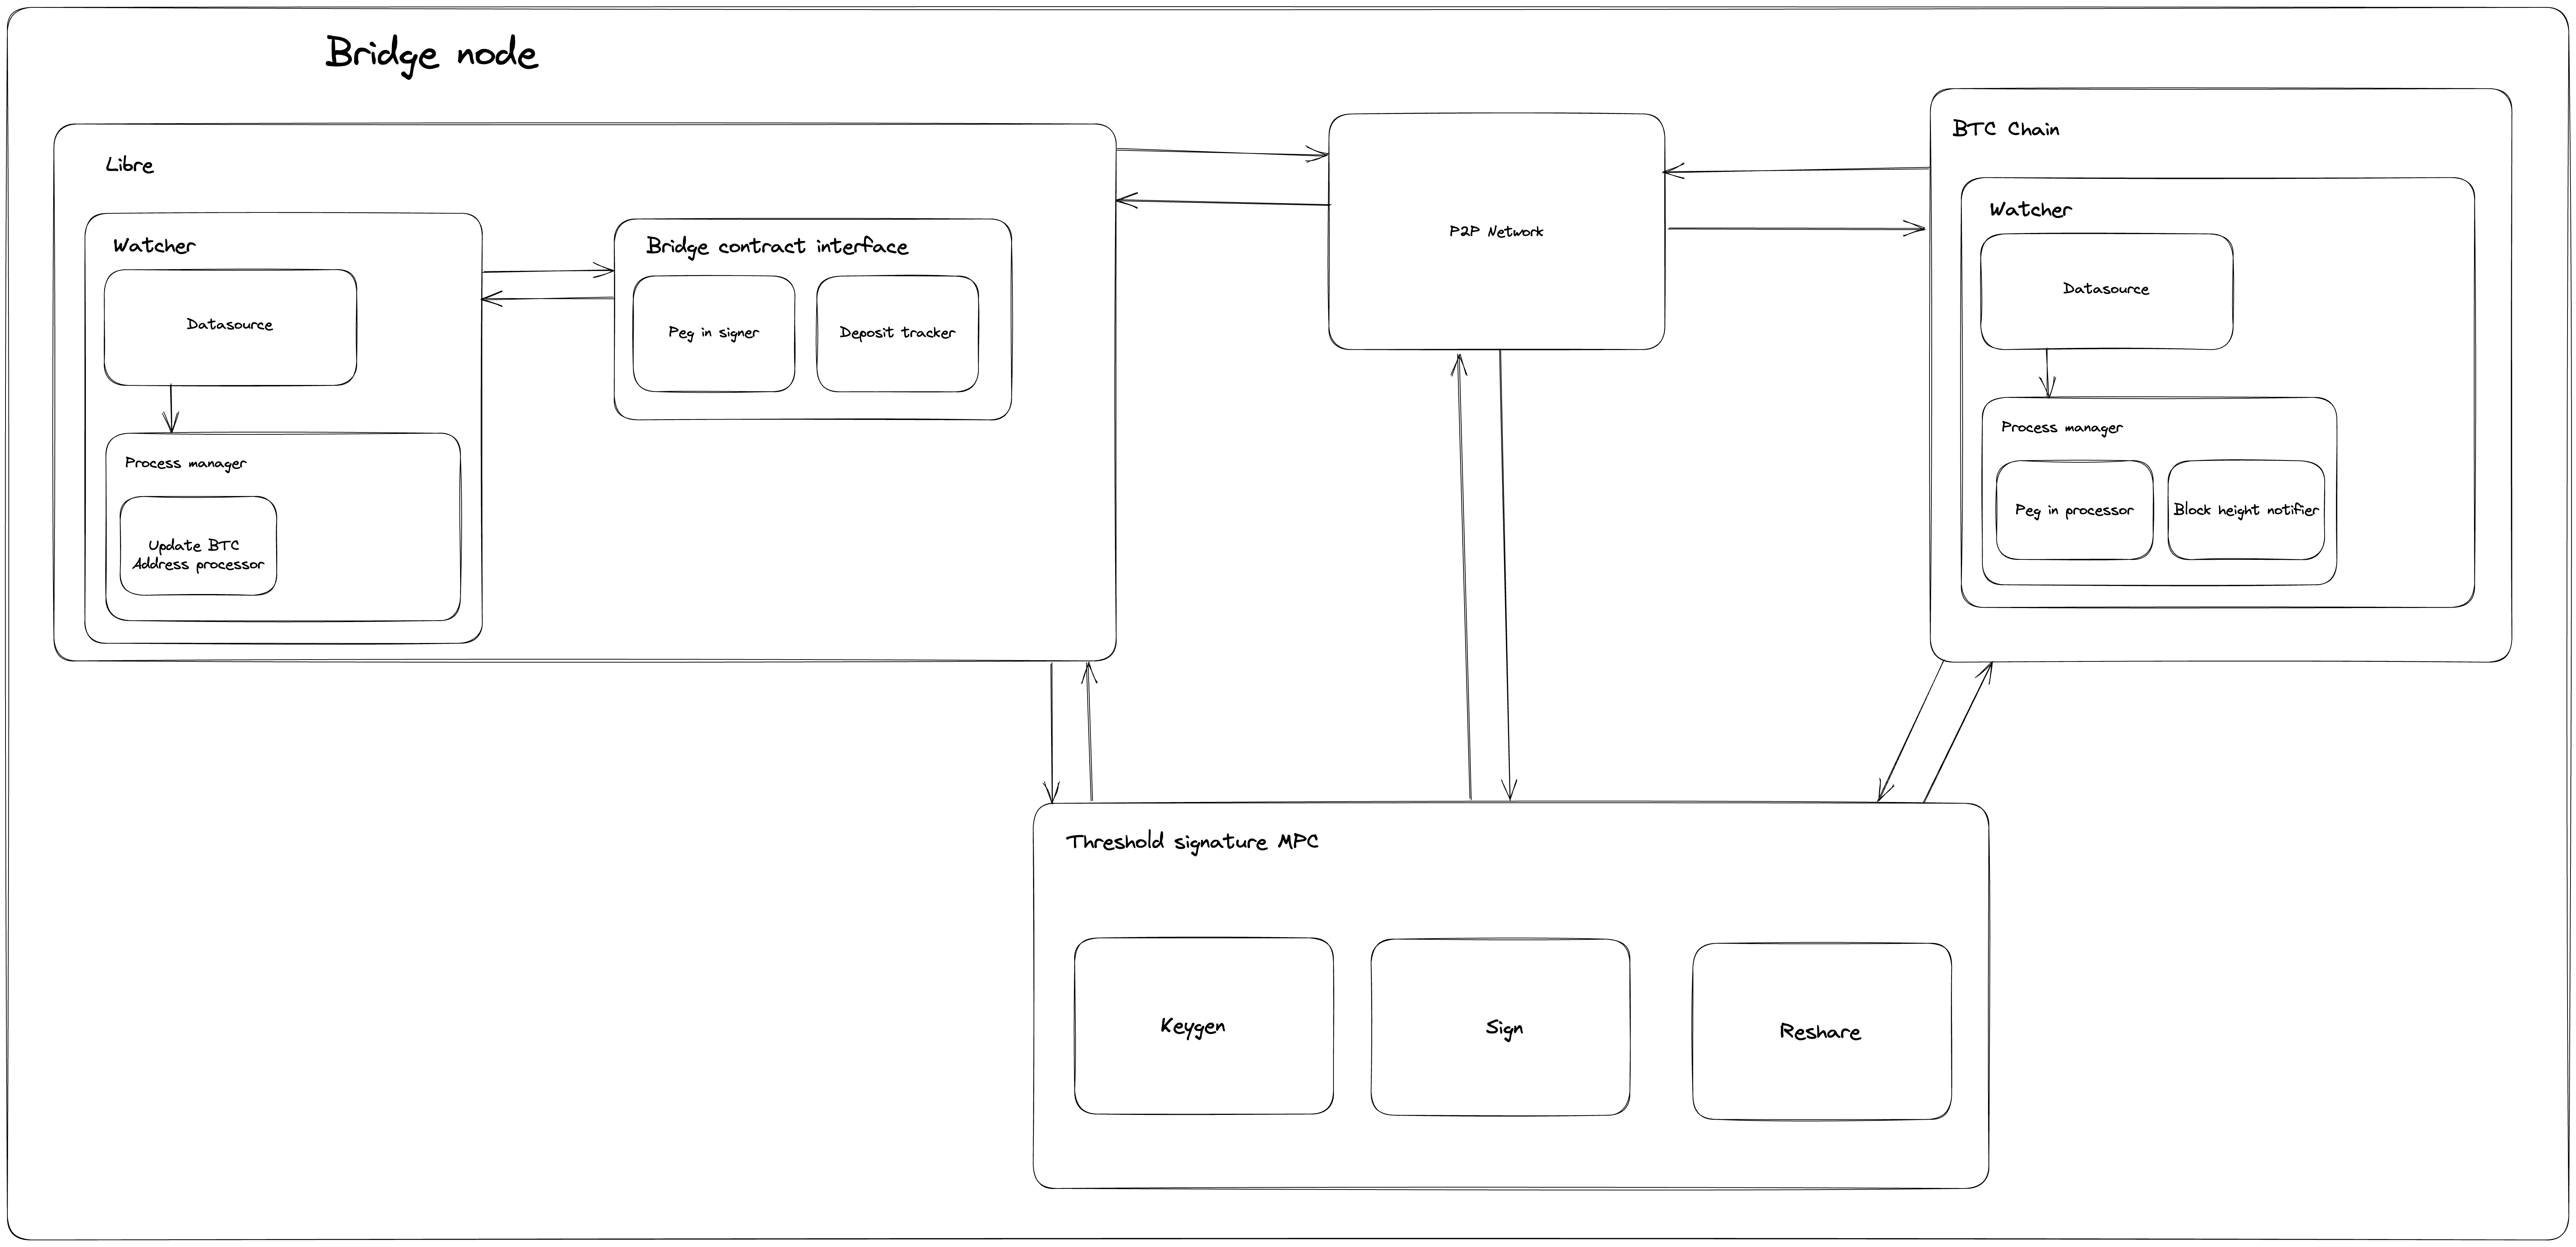 Bridge node
Libre
Watcher
Datasource
Process manager
Update BTC
Address processor
Bridge contract interface
Peg in signer
Deposit tracker
P2P Network
BTC Chain
Watcher
Datasource
Process manager
Peg in processor
Block height notifier
Threshold signature MPC
Keygen
Sign
Reshare